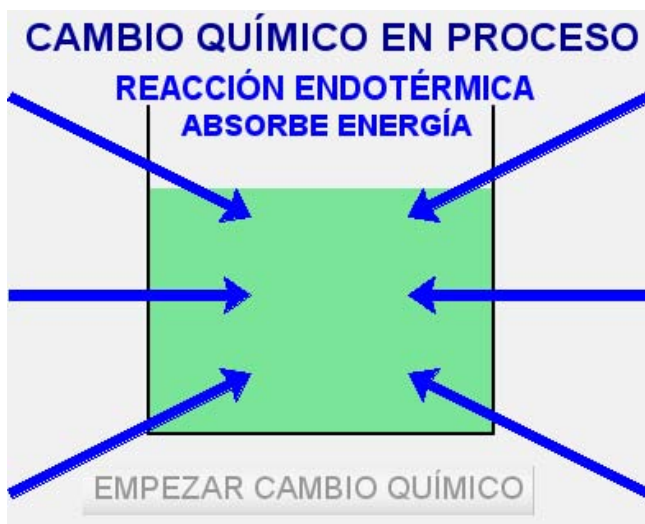 CAMBIO QUÍMICO EN PROCESO
REACCIÓN ENDOTÉRMICA
ABSORBE ENERGÍA
EMPEZAR CAMBIO QUÍMICO